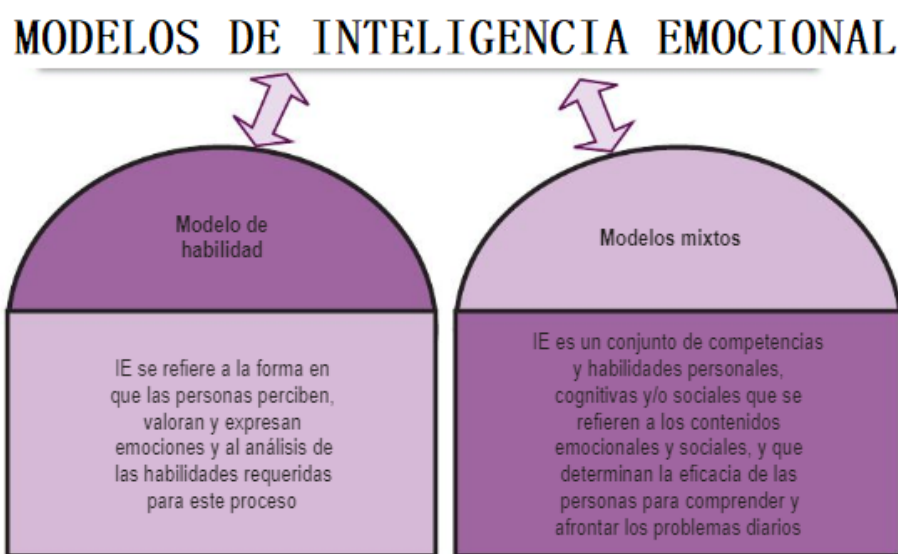 MODELOS DE INTELIGENCIA EMOCIONAL
Modelo de
habilidad
IE se refiere a la forma en
que las personas perciben,
valoran y expresan
emociones y al análisis de
las habilidades requeridas
para este proceso
Modelos mixtos
IE es un conjunto de competencias
y habilidades personales,
cognitivas y/o sociales que se
refieren a los contenidos
emocionales y sociales, y que
determinan la eficacia de las
personas para comprender y
afrontar los problemas diarios